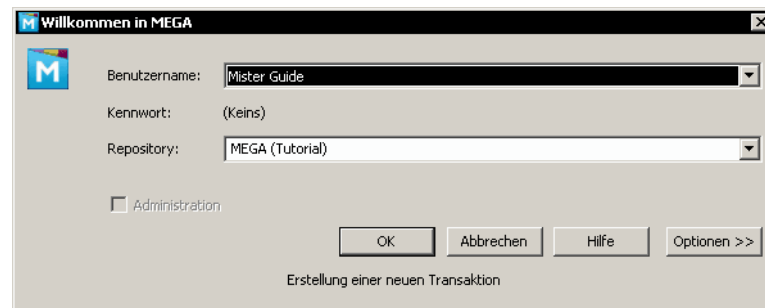 Willkommen in MEGA
M
Benutzername: Mister Guide
Kennwort: (Keins)
Repository: MEGA (Tutorial)
Administration
OK Abbrechen Hilfe Optionen >>
Erstellung einer neuen Transaktion